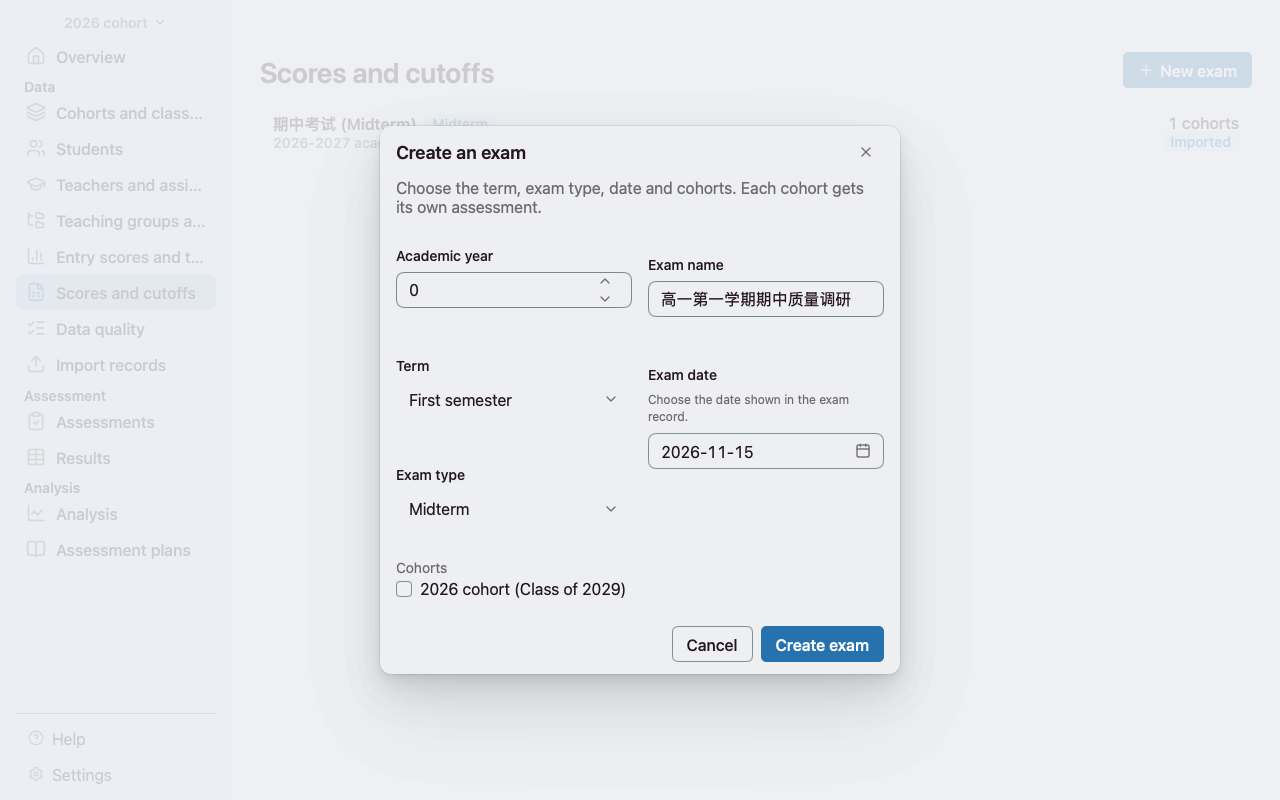 2026 cohort
Overview
Data
Cohorts and class...
Students
Teachers and assi...
Teaching groups a...
Entry scores and t...
Scores and cutoffs
Data quality
Import records
Assessment
Assessments
Results
Analysis
Analysis
Assessment plans
Help
Settings
Scores and cutoffs
+ New exam
期中考试 (Midterm) Midterm
2026-2027 aca
1 cohorts
Imported
Create an exam
Choose the term, exam type, date and cohorts. Each cohort gets
its own assessment.
Academic year
0
Exam name
高一第一学期期中质量调研
Term
First semester
Exam date
Choose the date shown in the exam
record.
2026-11-15
Exam type
Midterm
Cohorts
2026 cohort (Class of 2029)
Cancel
Create exam